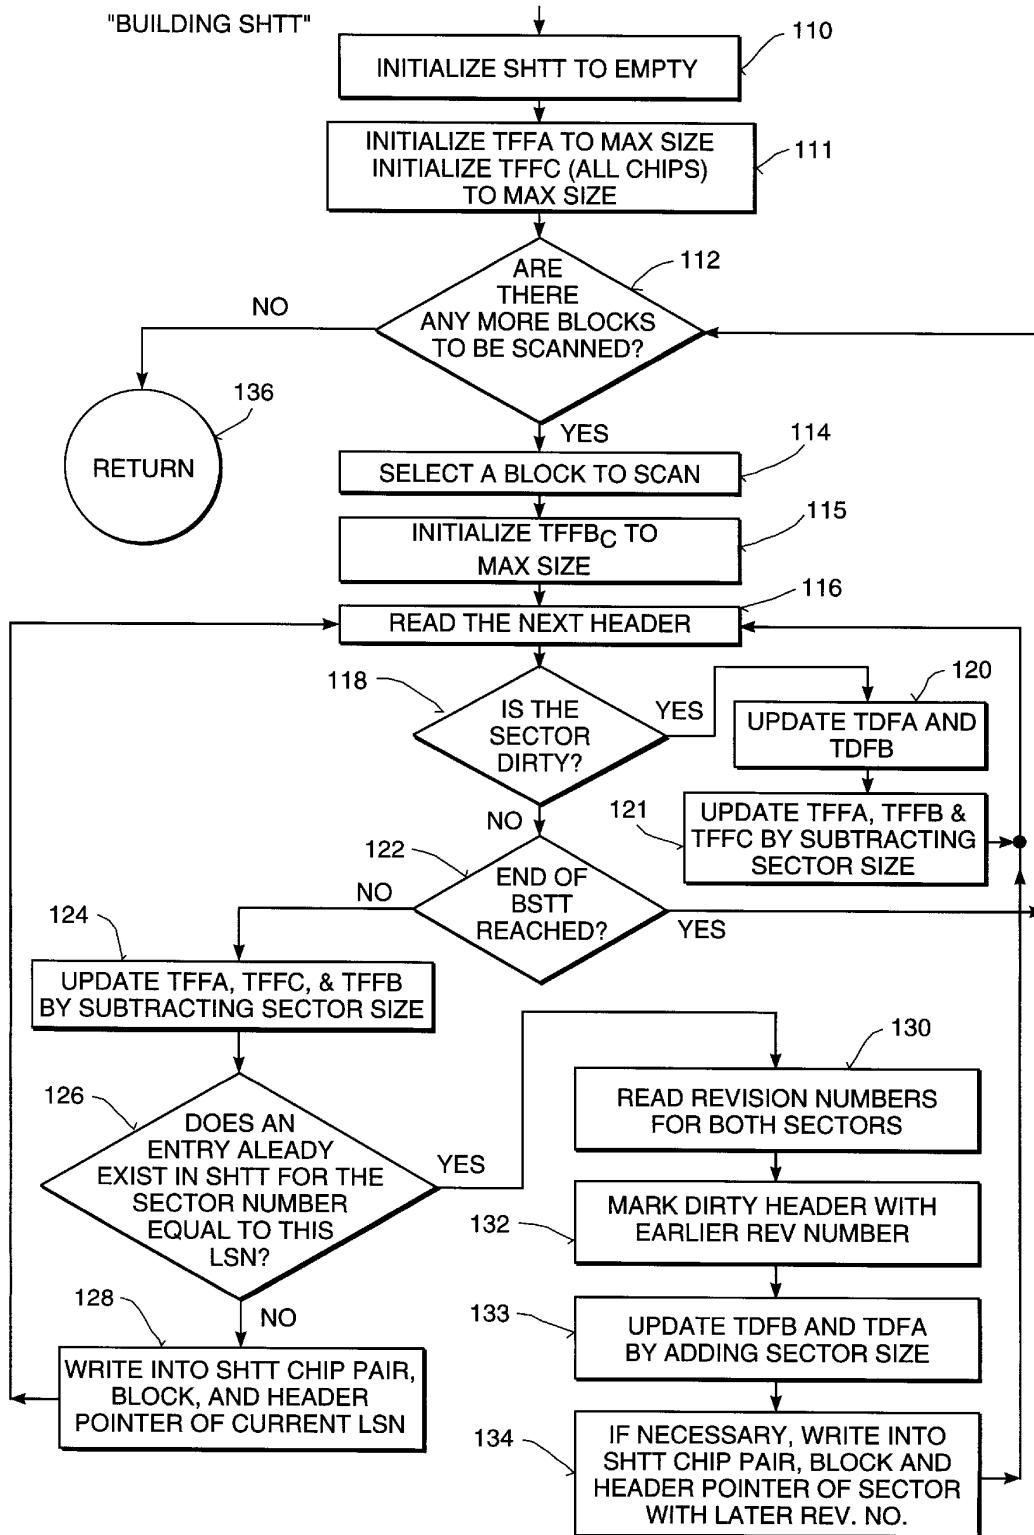 "BUILDING SHTT"
110
INITIALIZE SHTT TO EMPTY
INITIALIZE TFFA TO MAX SIZE
INITIALIZE TFFC (ALL CHIPS)
TO MAX SIZE
111
112
ARE
THERE
ANY MORE BLOCKS
TO BE SCANNED?
NO
136
RETURN
YES
114
SELECT A BLOCK TO SCAN
115
INITIALIZE TFFBC TO
MAX SIZE
116
READ THE NEXT HEADER
118
IS THE
SECTOR
DIRTY?
YES
120
UPDATE TDFA AND
TDFB
NO
121
UPDATE TFFA, TFFB &
TFFC BY SUBTRACTING
SECTOR SIZE
122
END OF
BSTT
REACHED?
NO
YES
124
UPDATE TFFA, TFFC, & TFFB
BY SUBTRACTING SECTOR SIZE
126
DOES AN
ENTRY ALEADY
EXIST IN SHTT FOR THE
SECTOR NUMBER
EQUAL TO THIS
LSN?
YES
130
READ REVISION NUMBERS
FOR BOTH SECTORS
132
MARK DIRTY HEADER WITH
EARLIER REV NUMBER
NO
128
WRITE INTO SHTT CHIP PAIR,
BLOCK, AND HEADER
POINTER OF CURRENT LSN
133
UPDATE TDFB AND TDFA
BY ADDING SECTOR SIZE
134
IF NECESSARY, WRITE INTO
SHTT CHIP PAIR, BLOCK AND
HEADER POINTER OF SECTOR
WITH LATER REV. NO.